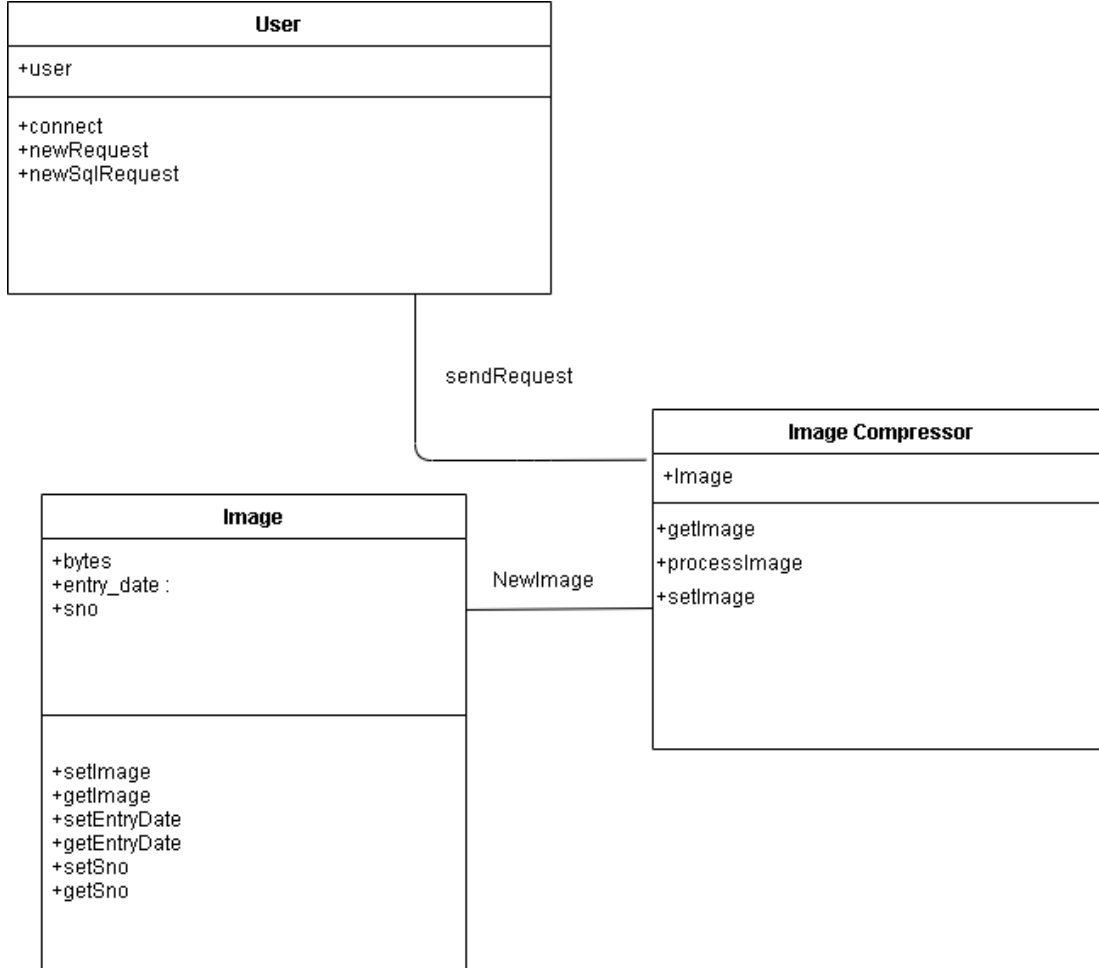 User
+user
+connect
+newRequest
+newSqlRequest
sendRequest
Image Compressor
+Image
+getImage
+processImage
+setImage
NewImage
Image
+bytes
+entry_date :
+sno
+setImage
+getImage
+setEntryDate
+getEntryDate
+setSno
+getSno